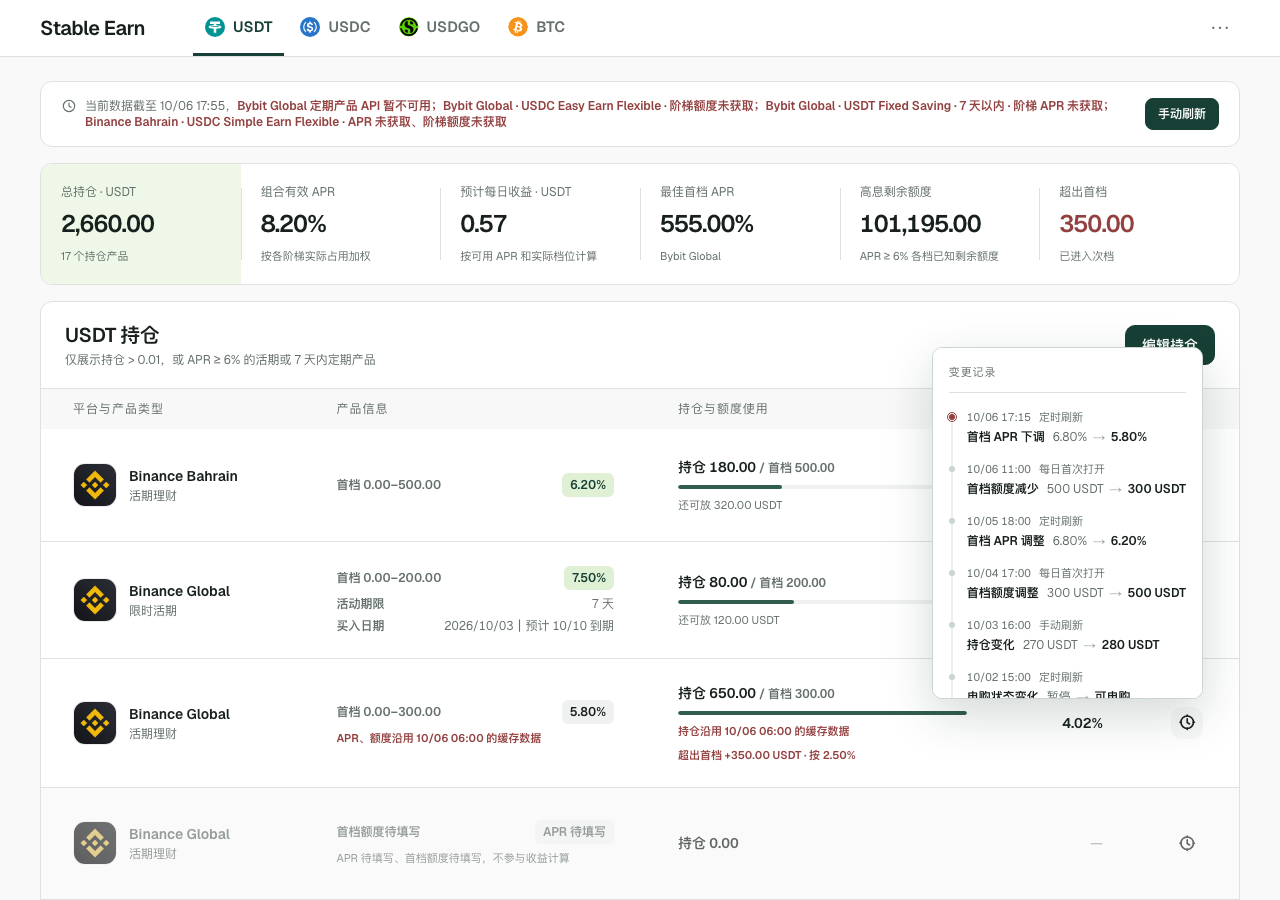 Stable Earn
USDT
USDC
USDGO
BTC
当前数据截至 10/06 17:55，Bybit Global 定期产品 API 暂不可用；Bybit Global · USDC Easy Earn Flexible · 阶梯额度未获取；Bybit Global · USDT Fixed Saving · 7 天以内 · 阶梯 APR 未获取；
Binance Bahrain · USDC Simple Earn Flexible · APR 未获取、阶梯额度未获取
手动刷新
总持仓 · USDT
2,660.00
17 个持仓产品
组合有效 APR
8.20%
按各阶梯实际占用加权
预计每日收益 · USDT
0.57
按可用 APR 和实际档位计算
最佳首档 APR
555.00%
Bybit Global
高息剩余额度
101,195.00
APR ≥ 6% 各档已知剩余额度
超出首档
350.00
已进入次档
USDT 持仓
仅展示持仓 > 0.01，或 APR ≥ 6% 的活期或 7 天内定期产品
编辑持仓
平台与产品类型
产品信息
持仓与额度使用
Binance Bahrain
活期理财
首档 0.00–500.00
6.20%
持仓 180.00 / 首档 500.00
还可放 320.00 USDT
Binance Global
限时活期
首档 0.00–200.00
7.50%
活动期限
7 天
买入日期
2026/10/03 | 预计 10/10 到期
持仓 80.00 / 首档 200.00
还可放 120.00 USDT
Binance Global
活期理财
首档 0.00–300.00
5.80%
APR、额度沿用 10/06 06:00 的缓存数据
持仓 650.00 / 首档 300.00
持仓沿用 10/06 06:00 的缓存数据
超出首档 +350.00 USDT · 按 2.50%
4.02%
Binance Global
活期理财
首档额度待填写
APR 待填写
APR 待填写、首档额度待填写，不参与收益计算
持仓 0.00
—
变更记录
10/06 17:15 定时刷新
首档 APR 下调 6.80% → 5.80%
10/06 11:00 每日首次打开
首档额度减少 500 USDT → 300 USDT
10/05 18:00 定时刷新
首档 APR 调整 6.80% → 6.20%
10/04 17:00 每日首次打开
首档额度调整 300 USDT → 500 USDT
10/03 16:00 手动刷新
持仓变化 270 USDT → 280 USDT
10/02 15:00 定时刷新
申购状态变化 暂停 → 可申购